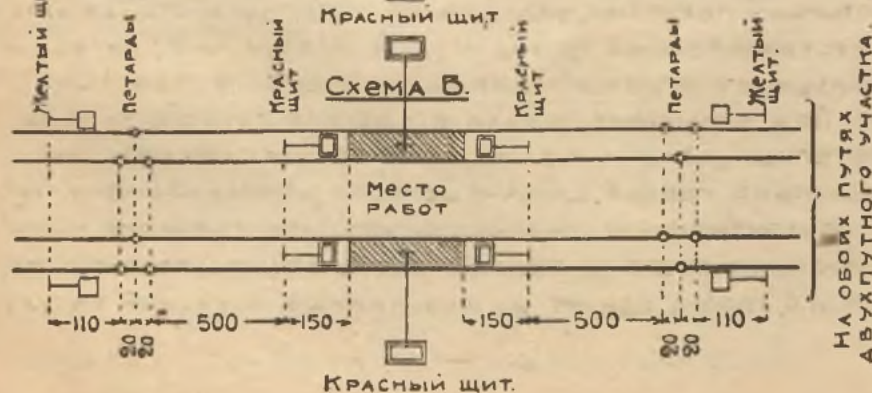 Красный щит
Желтый щ
Петарды
Красный
щит
Схема В.
Красный
щит.
Петарды
Желтый
щит.
Место
работ
110
20
20
500
150
150
500
20
20
110
Красный щит.
На обоих путях
двухпутного участка.